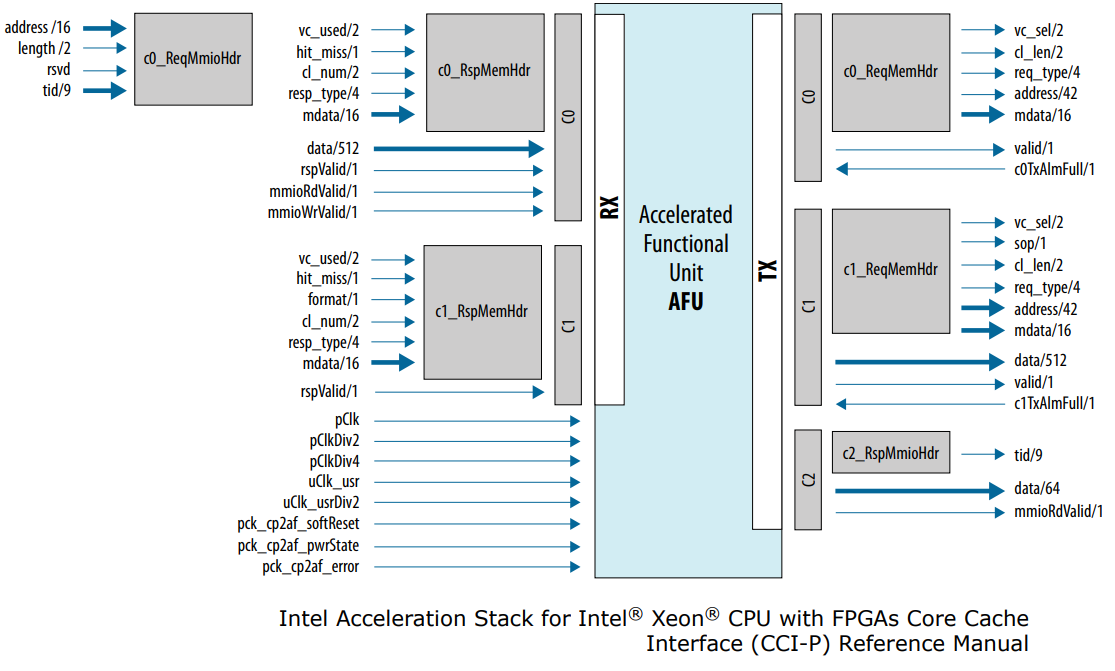 address /16
length /2
rsvd
tid/9
c0_ReqMmioHdr
vc_used/2
hit_miss/1
cl_num/2
resp_type/4
mdata/16
c0_RspMemHdr
data/512
rspValid/1
mmioRdValid/1
mmioWrValid/1
C0
vc_used/2
hit_miss/1
format/1
cl_num/2
resp_type/4
mdata/16
c1_RspMemHdr
rspValid/1
C1
pClk
pClkDiv2
pClkDiv4
uClk_usr
uClk_usrDiv2
pck_cp2af_softReset
pck_cp2af_pwrState
pck_cp2af_error
RX
Accelerated
Functional
Unit
AFU
TX
C0
c0_ReqMemHdr
vc_sel/2
cl_len/2
req_type/4
address/42
mdata/16
valid/1
c0TxAlmFull/1
C1
c1_ReqMemHdr
vc_sel/2
sop/1
cl_len/2
req_type/4
address/42
mdata/16
data/512
valid/1
c1TxAlmFull/1
C2
c2_RspMmioHdr
tid/9
data/64
mmioRdValid/1
Intel Acceleration Stack for Intel® Xeon® CPU with FPGAs Core Cache
Interface (CCI-P) Reference Manual